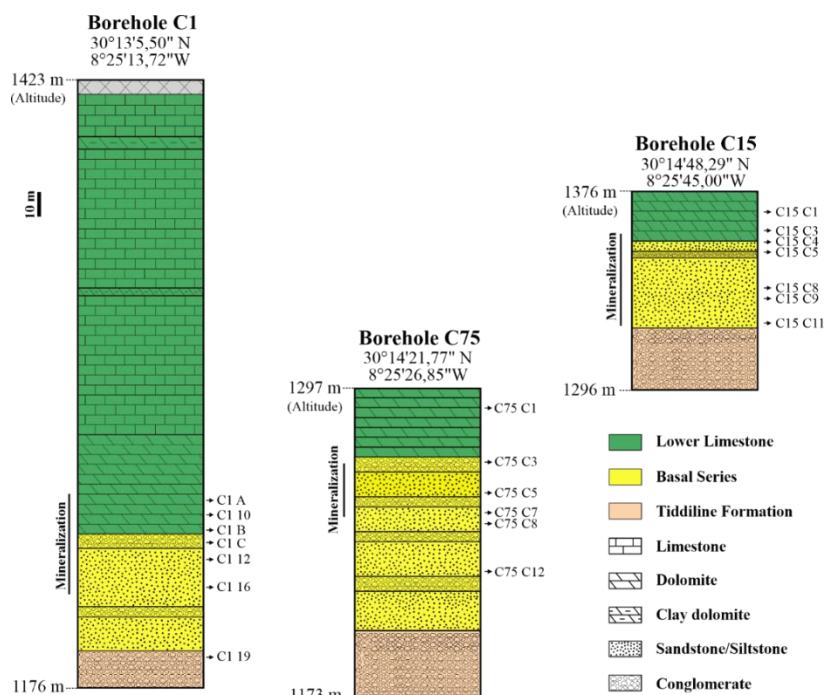 Borehole C1
30°13'5,50" N
8°25'13,72"W
1423 m
(Altitude)
10 m
Mineralization
C1 A
C1 10
C1 B
C1 C
C1 12
C1 16
C1 19
1176 m
Borehole C75
30°14'21,77" N
8°25'26,85"W
1297 m
(Altitude)
Mineralization
C75 C1
C75 C3
C75 C5
C75 C7
C75 C8
C75 C12
1173 m
Borehole C15
30°14'48,29" N
8°25'45,00"W
1376 m
(Altitude)
Mineralization
C15 C1
C15 C3
C15 C4
C15 C5
C15 C8
C15 C9
C15 C11
1296 m
Lower Limestone
Basal Series
Tiddiline Formation
Limestone
Dolomite
Clay dolomite
Sandstone/Siltstone
Conglomerate